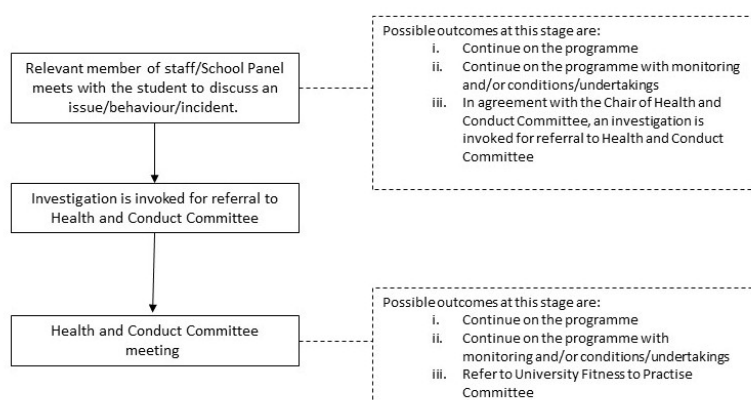 Possible outcomes at this stage are:
i. Continue on the programme
ii. Continue on the programme with monitoring
and/or conditions/undertakings
iii. In agreement with the Chair of Health and
Conduct Committee, an investigation is
invoked for referral to Health and Conduct
Committee
Relevant member of staff/School Panel
meets with the student to discuss an
issue/behaviour/incident.
Investigation is invoked for referral to
Health and Conduct Committee
Health and Conduct Committee
meeting
Possible outcomes at this stage are:
i. Continue on the programme
ii. Continue on the programme with
monitoring and/or conditions/undertakings
iii. Refer to University Fitness to Practise
Committee